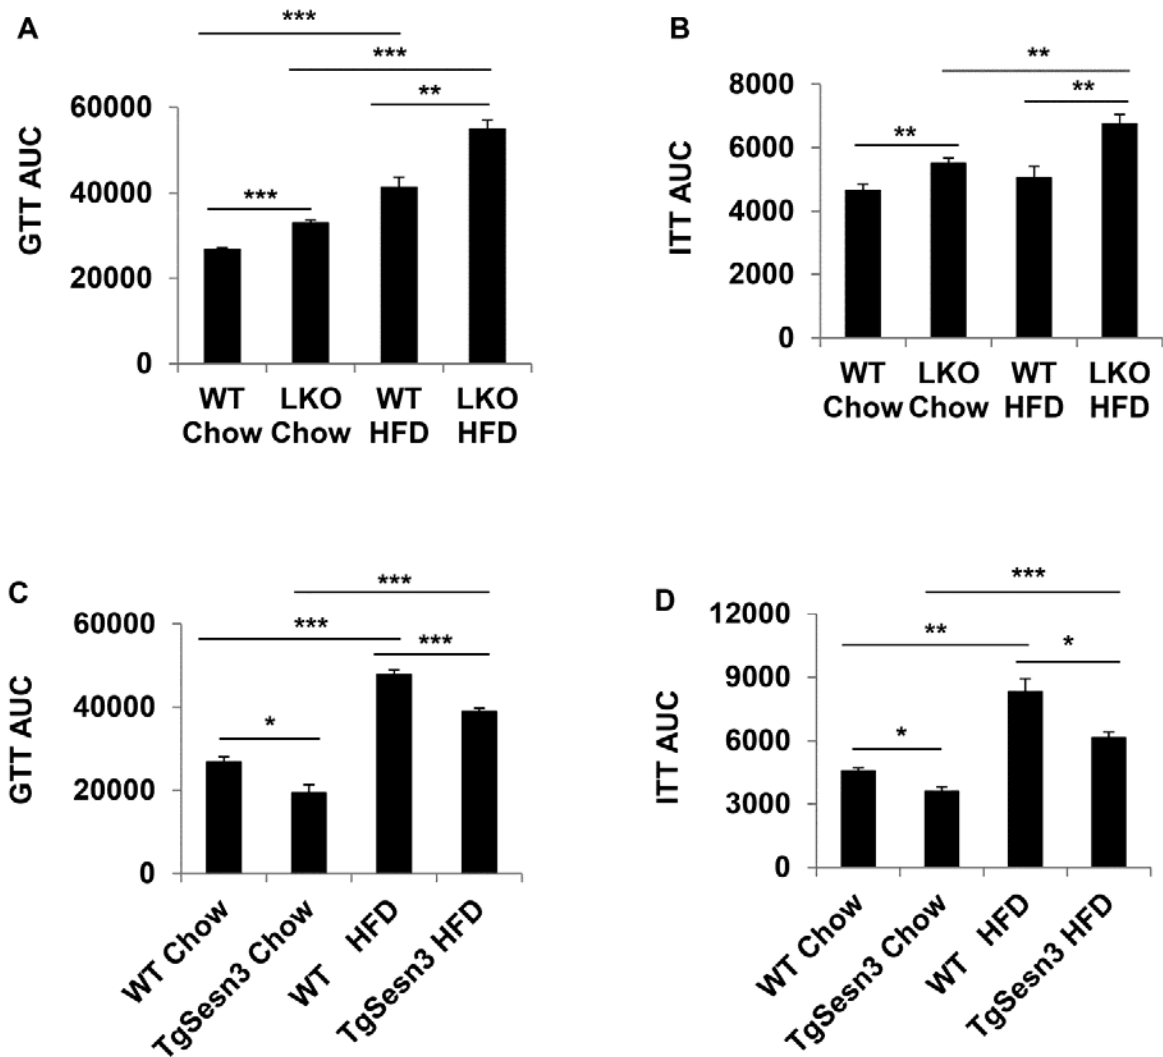 A
***
***
**
60000
40000
20000
0
GTT AUC
***
WT LKO WT LKO
Chow Chow HFD HFD
B
**
**
**
8000
6000
4000
2000
0
ITT AUC
WT LKO WT LKO
Chow Chow HFD HFD
C
***
***
***
*
60000
40000
20000
0
GTT AUC
WT Chow
TgSesn3 Chow
WT HFD
TgSesn3 HFD
D
***
**
*
*
12000
9000
6000
3000
0
ITT AUC
WT Chow
TgSesn3 Chow
WT HFD
TgSesn3 HFD